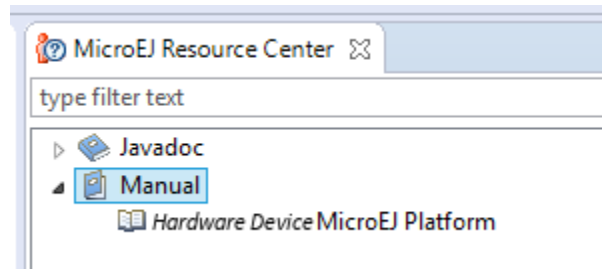 MicroEJ Resource Center
type filter text
Javadoc
Manual
Hardware Device MicroEJ Platform